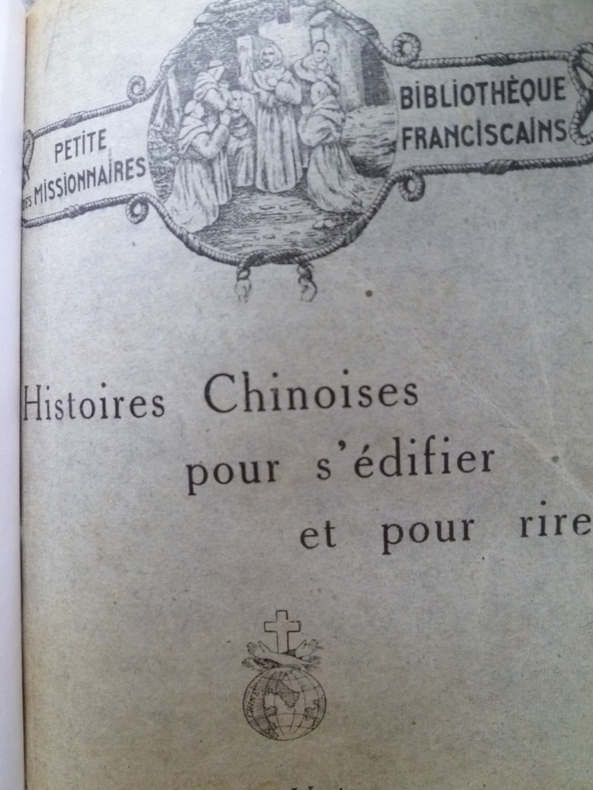 PETITE BIBLIOTHÈQUE
DES MISSIONNAIRES FRANCISCAINS
Histoires Chinoises
pour s'édifier
et pour rire